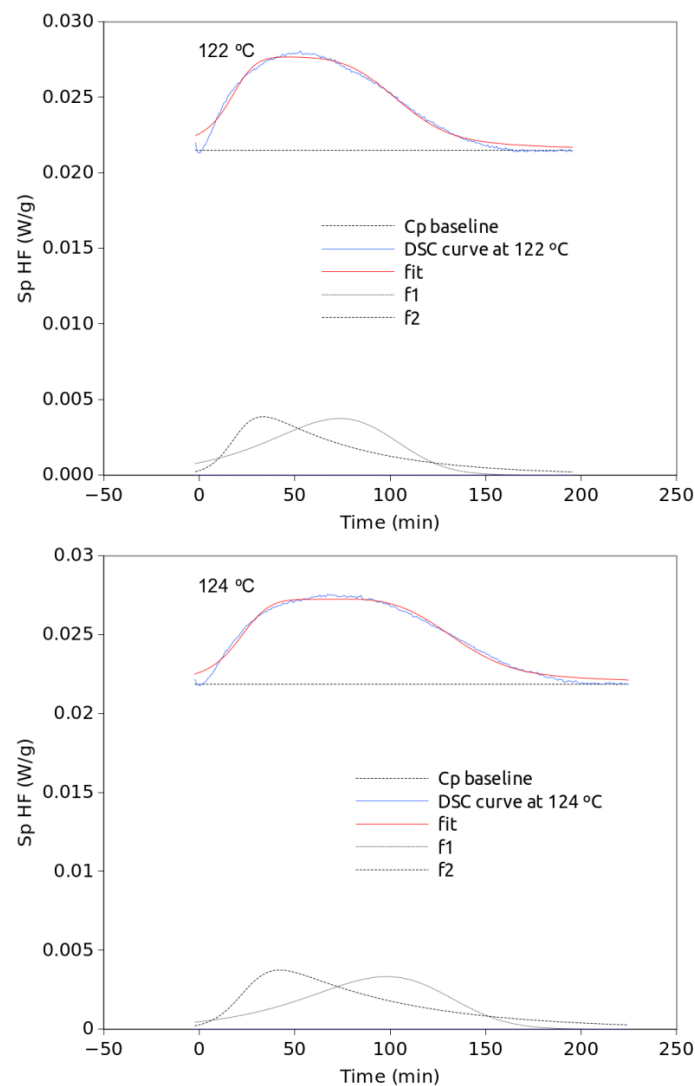 0.030
122 ºC
0.025
0.020
Sp HF (W/g)
0.015
0.010
0.005
0.000
Cp baseline
DSC curve at 122 ºC
fit
f1
f2
−50 0 50 100 150 200 250
Time (min)
0.03
124 ºC
0.025
0.02
Sp HF (W/g)
0.015
0.01
0.005
0
Cp baseline
DSC curve at 124 ºC
fit
f1
f2
−50 0 50 100 150 200 250
Time (min)